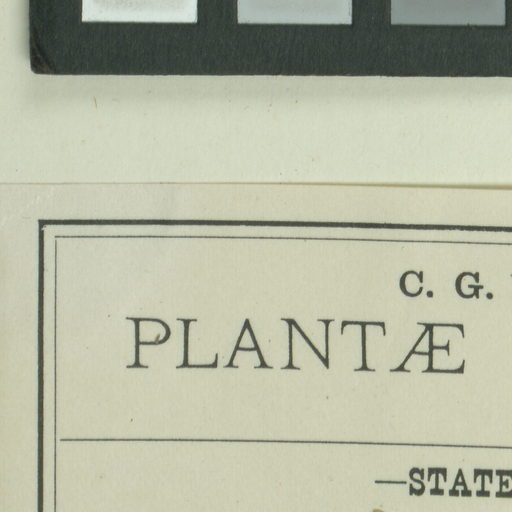 C. G.
PLANTÆ
—STATE